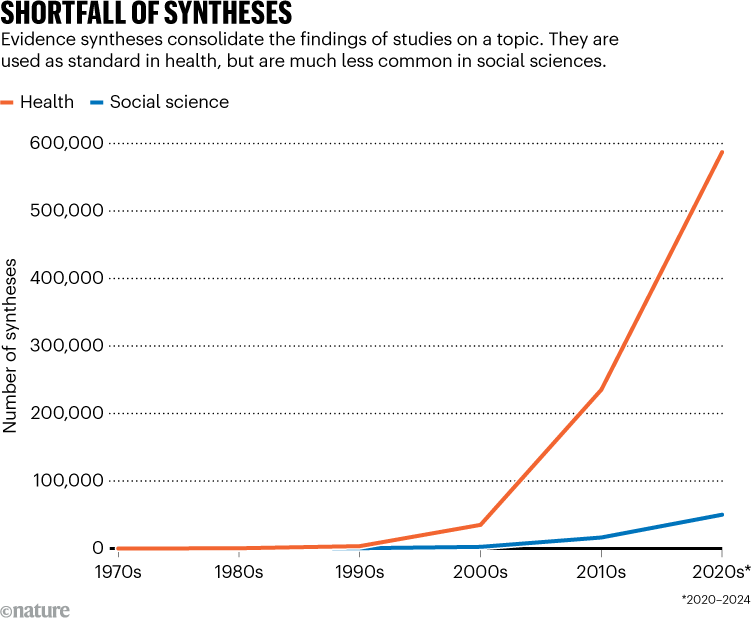 SHORTFALL OF SYNTHESES
Evidence syntheses consolidate the findings of studies on a topic. They are
used as standard in health, but are much less common in social sciences.
Health Social science
600,000
500,000
400,000
300,000
200,000
100,000
0
Number of syntheses
1970s 1980s 1990s 2000s 2010s 2020s*
*2020–2024
©nature